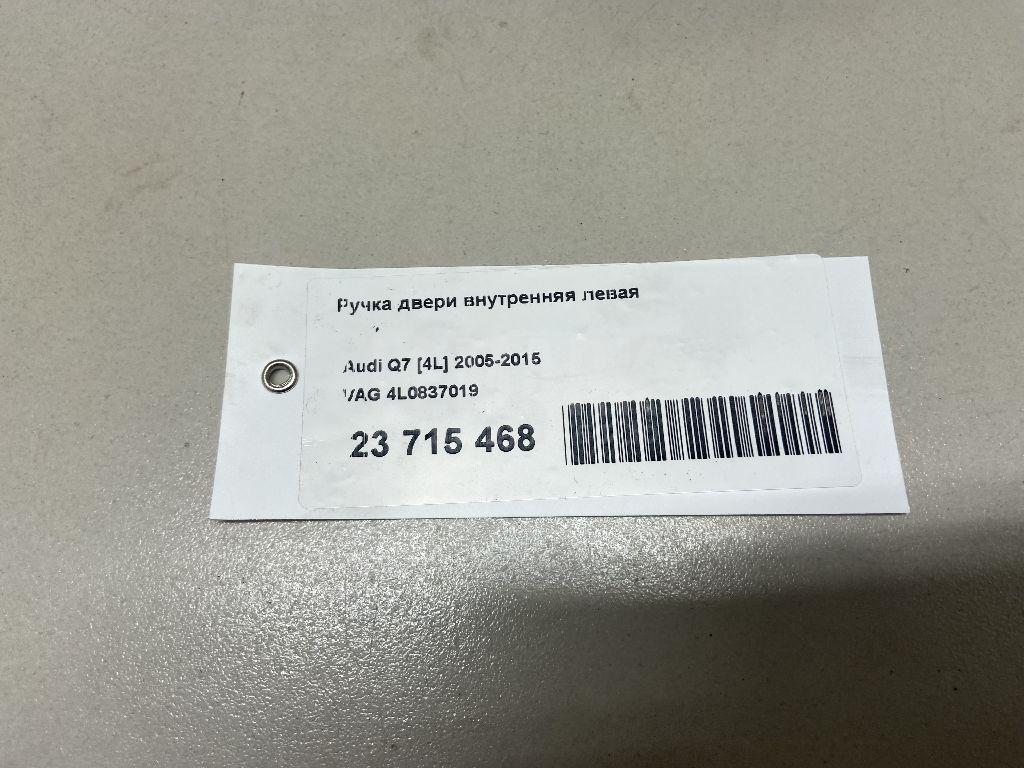 Ручка двери внутренняя левая
Audi Q7 [4L] 2005-2015
VAG 4L0837019
23 715 468